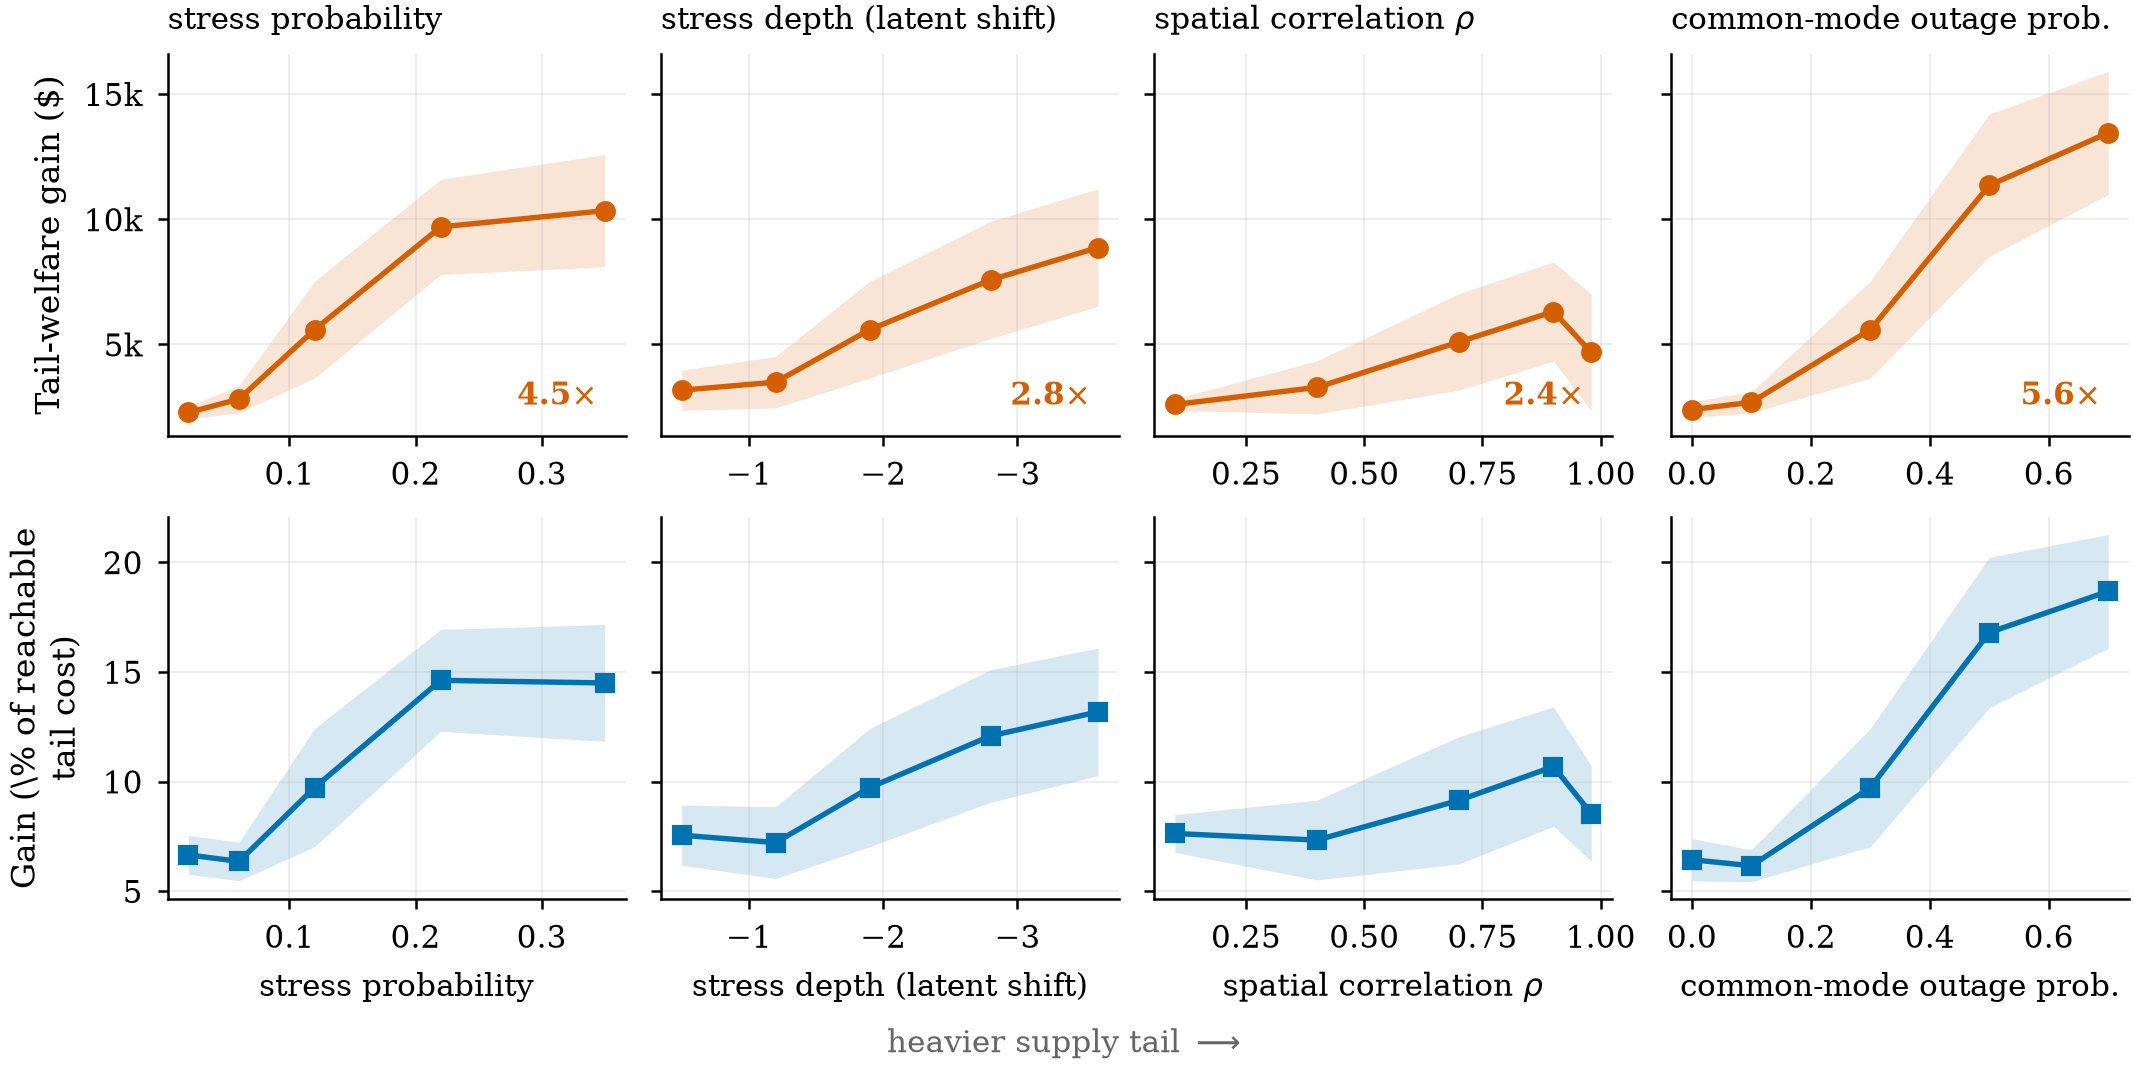 stress probability
stress depth (latent shift)
spatial correlation ρ
common-mode outage prob.
Tail-welfare gain ($)
15k
10k
5k
4.5×
2.8×
2.4×
5.6×
0.1 0.2 0.3
−1 −2 −3
0.25 0.50 0.75 1.00
0.0 0.2 0.4 0.6
Gain (\% of reachable
tail cost)
20
15
10
5
0.1 0.2 0.3
−1 −2 −3
0.25 0.50 0.75 1.00
0.0 0.2 0.4 0.6
stress probability
stress depth (latent shift)
spatial correlation ρ
common-mode outage prob.
heavier supply tail ⟶